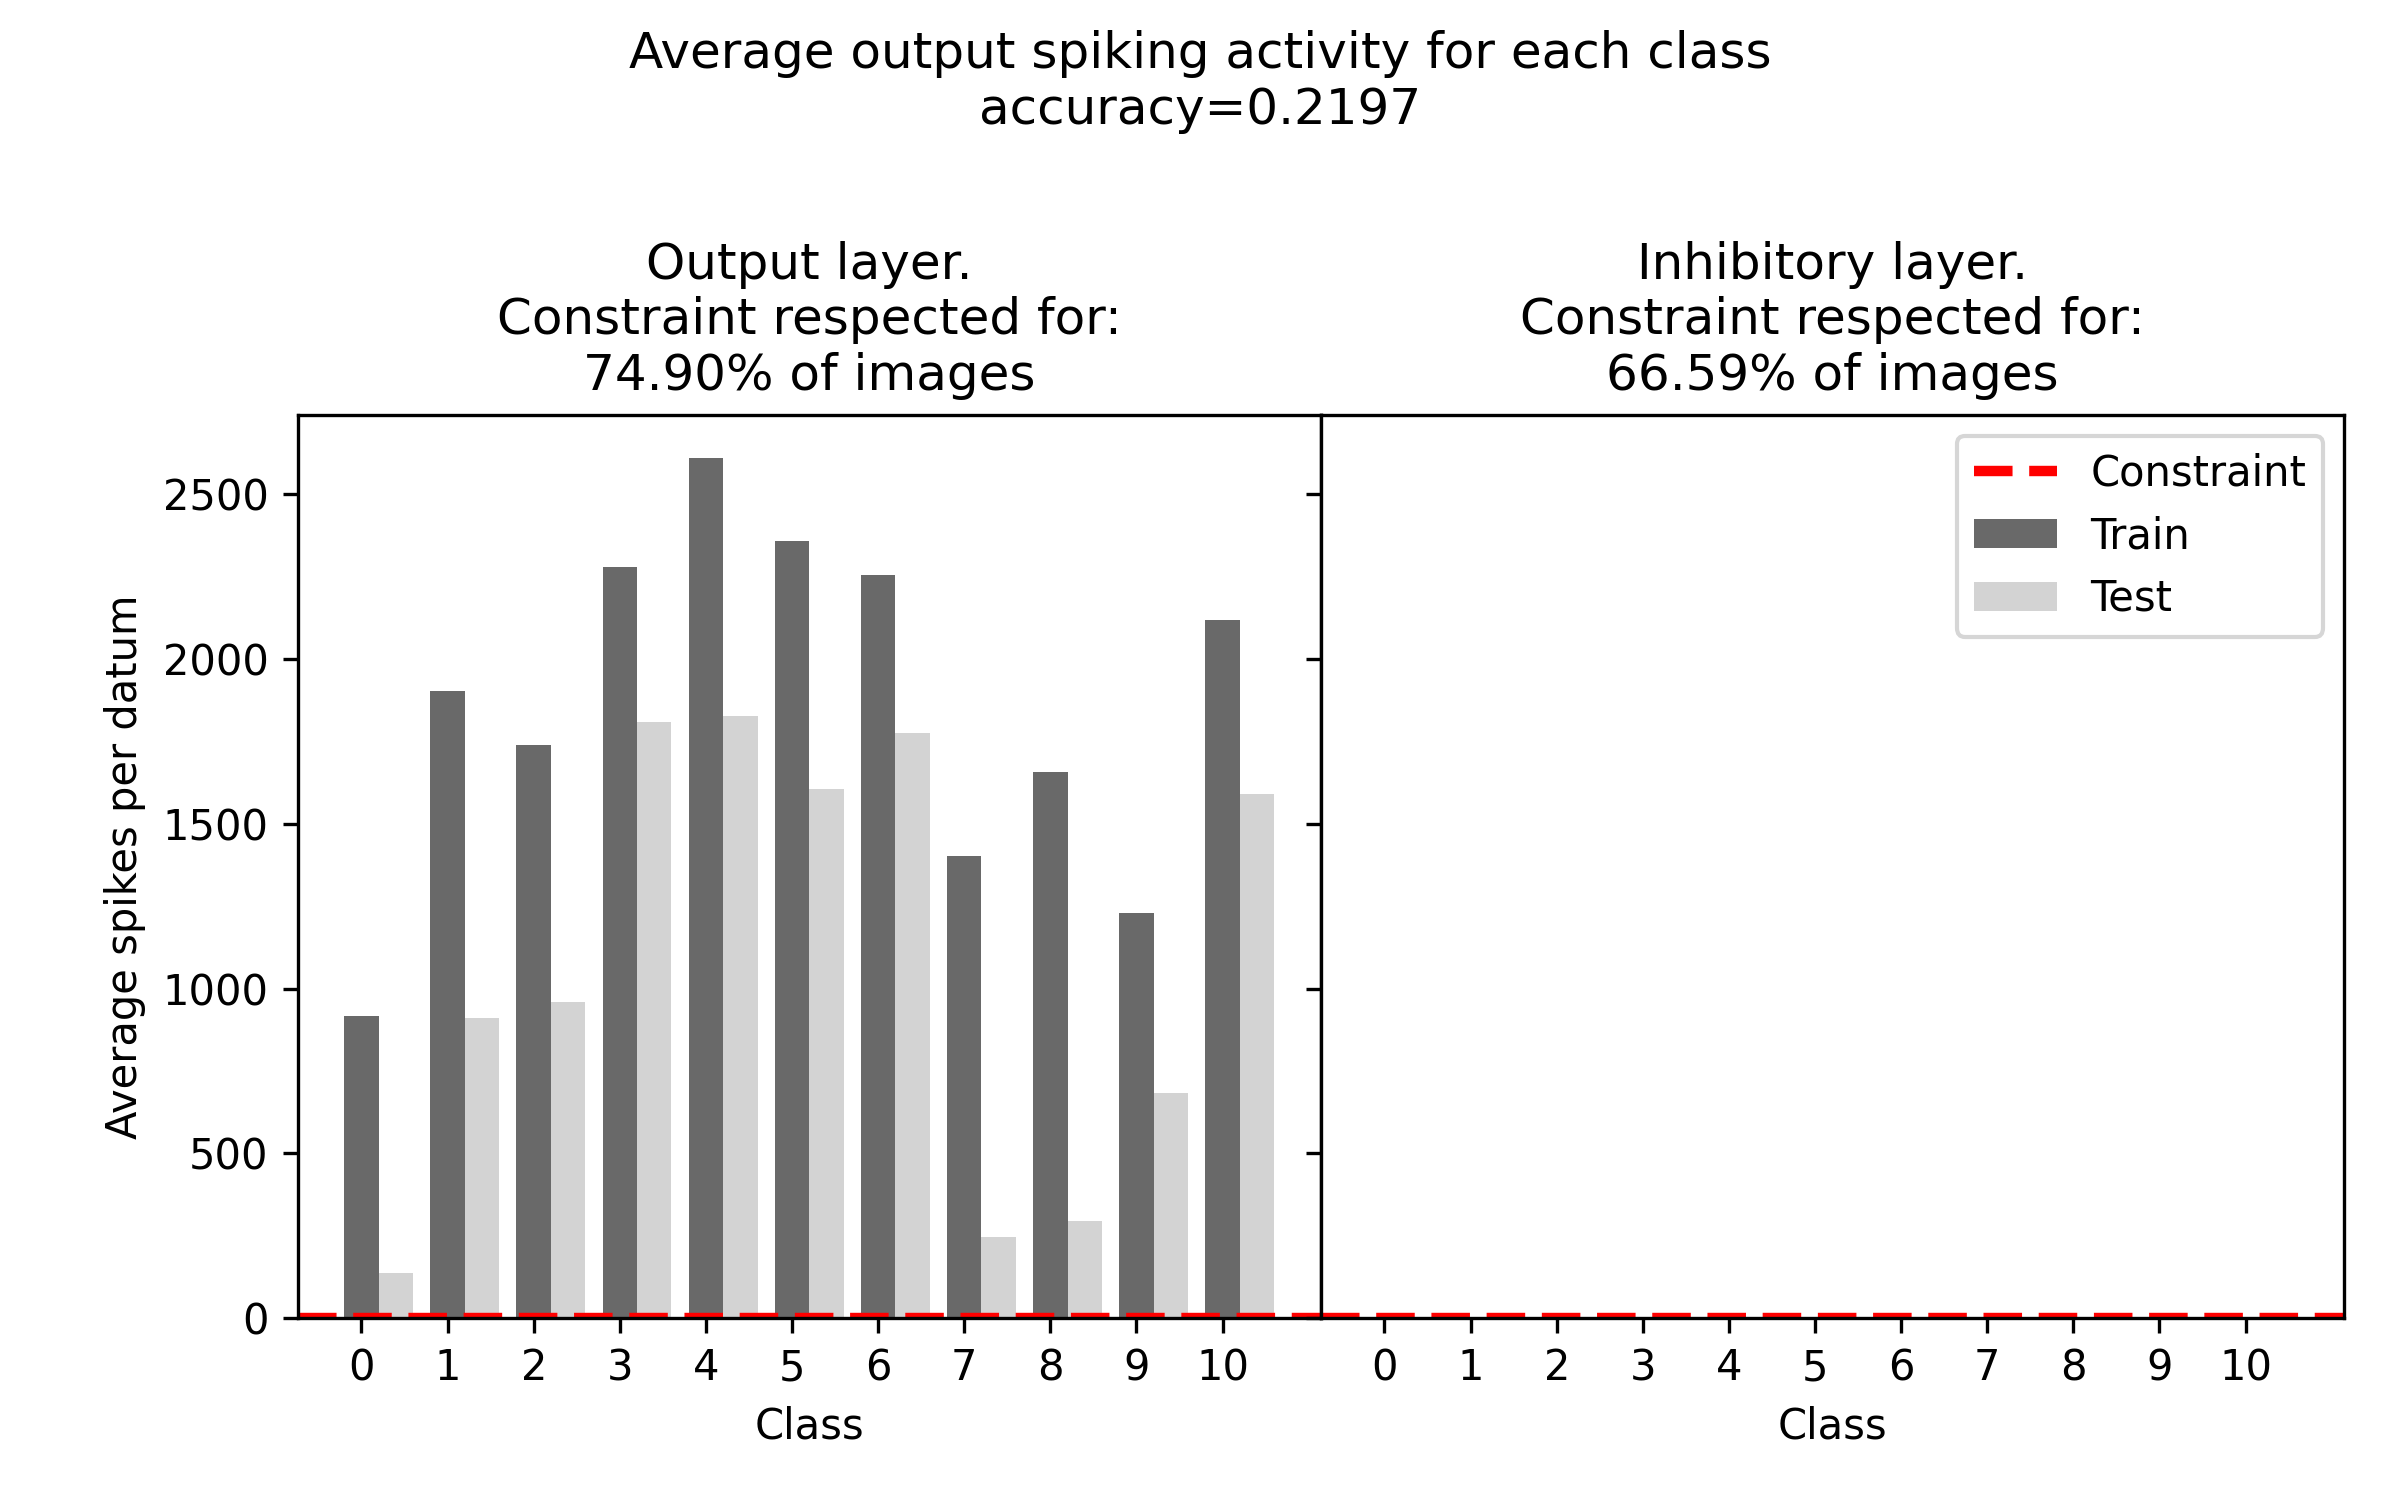 Average output spiking activity for each class
accuracy=0.2197
Output layer.
Constraint respected for:
74.90% of images
Inhibitory layer.
Constraint respected for:
66.59% of images
Average spikes per datum
2500
2000
1500
1000
500
0
0 1 2 3 4 5 6 7 8 9 10
Class
Constraint
Train
Test
0 1 2 3 4 5 6 7 8 9 10
Class